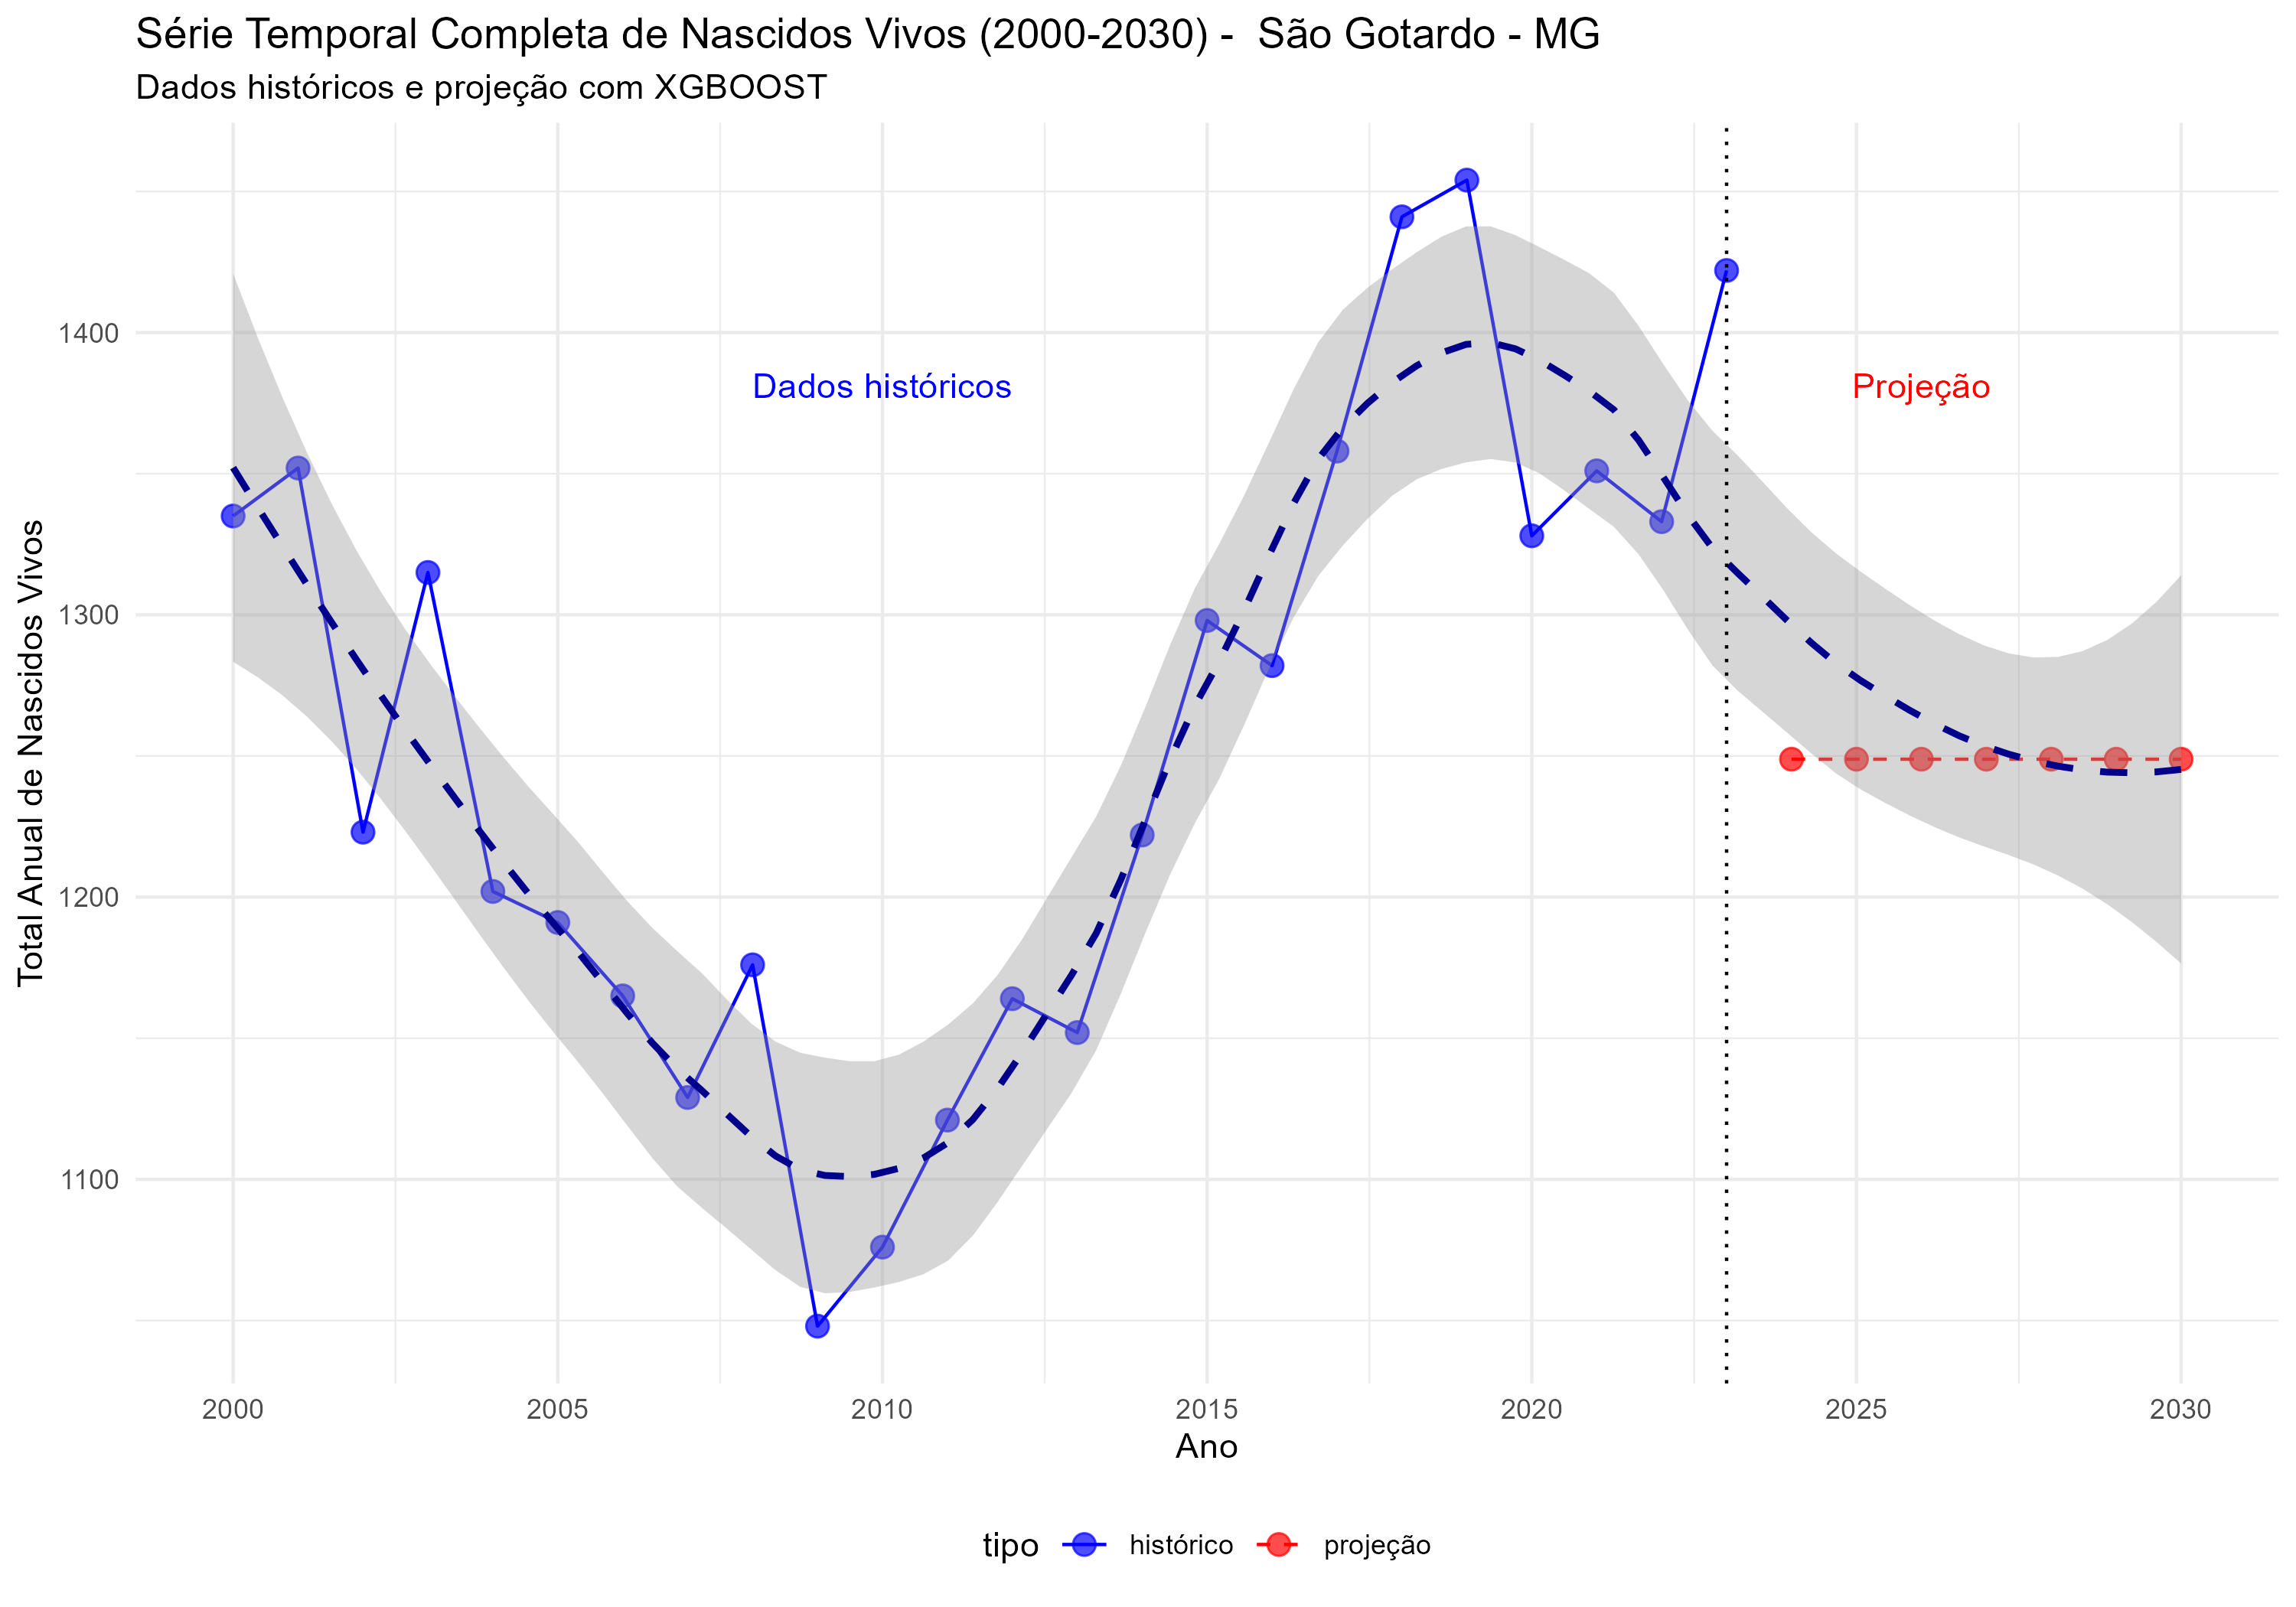 Série Temporal Completa de Nascidos Vivos (2000-2030) -  São Gotardo - MG
Dados históricos e projeção com XGBOOST
Total Anual de Nascidos Vivos
1400
1300
1200
1100
Dados históricos
Projeção
2000
2005
2010
2015
2020
2025
2030
Ano
tipo
histórico
projeção